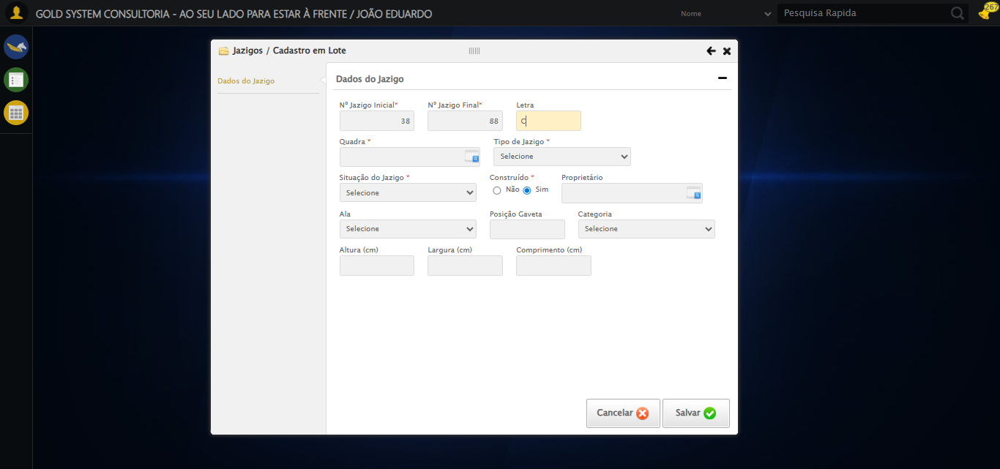 GOLD SYSTEM CONSULTORIA - AO SEU LADO PARA ESTAR À FRENTE / JOÃO EDUARDO
Nome
Pesquisa Rapida
267
Jazigos / Cadastro em Lote
Dados do Jazigo
Dados do Jazigo
Nº Jazigo Inicial* Nº Jazigo Final* Letra
38 88 C
Quadra * Tipo de Jazigo *
Selecione
Situação do Jazigo * Construído * Proprietário
Selecione Não Sim
Ala Posição Gaveta Categoria
Selecione Selecione
Altura (cm) Largura (cm) Comprimento (cm)
Cancelar Salvar